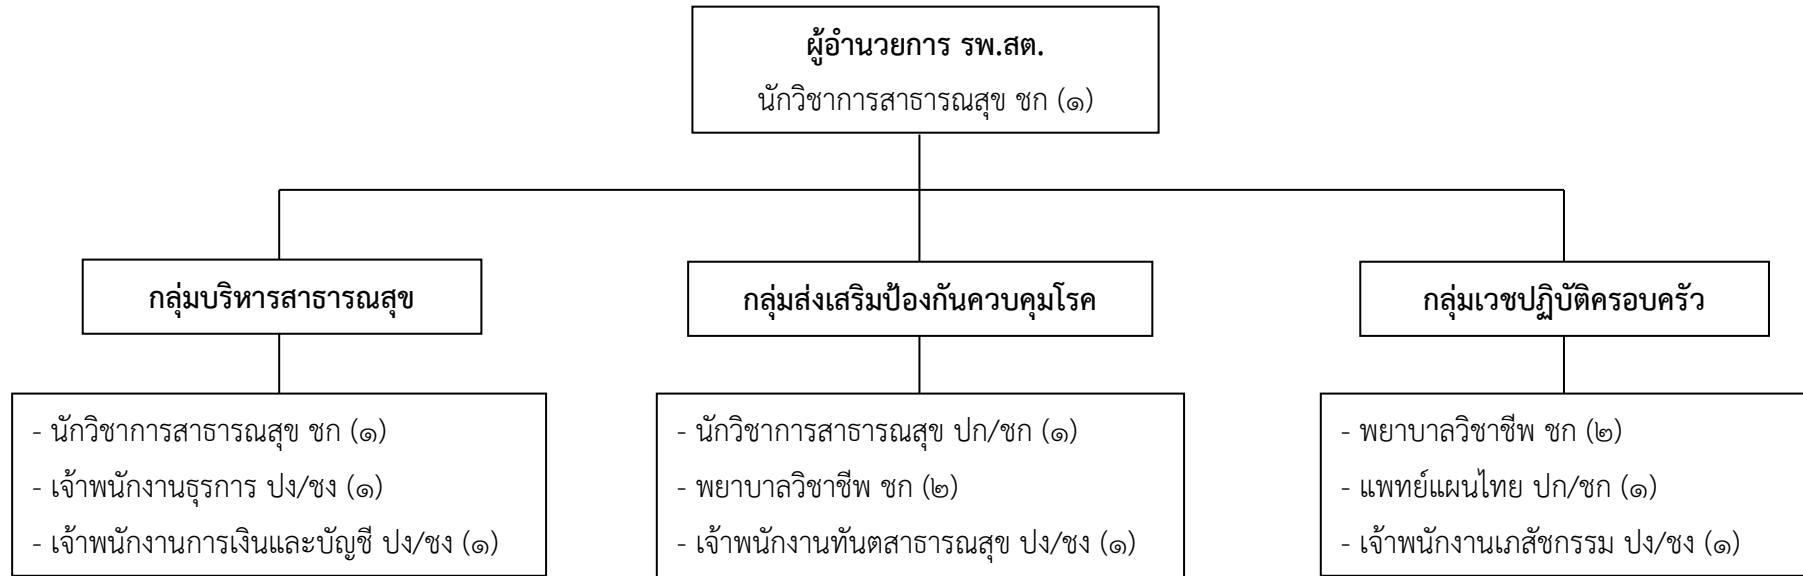 ผู้อำนวยการ รพ.สต.
นักวิชาการสาธารณสุข ชก (๑)
กลุ่มบริหารสาธารณสุข
กลุ่มส่งเสริมป้องกันควบคุมโรค
กลุ่มเวชปฏิบัติครอบครัว
- นักวิชาการสาธารณสุข ชก (๑)
- เจ้าพนักงานธุรการ ปง/ชง (๑)
- เจ้าพนักงานการเงินและบัญชี ปง/ชง (๑)
- นักวิชาการสาธารณสุข ปก/ชก (๑)
- พยาบาลวิชาชีพ ชก (๒)
- เจ้าพนักงานทันตสาธารณสุข ปง/ชง (๑)
- พยาบาลวิชาชีพ ชก (๒)
- แพทย์แผนไทย ปก/ชก (๑)
- เจ้าพนักงานเภสัชกรรม ปง/ชง (๑)